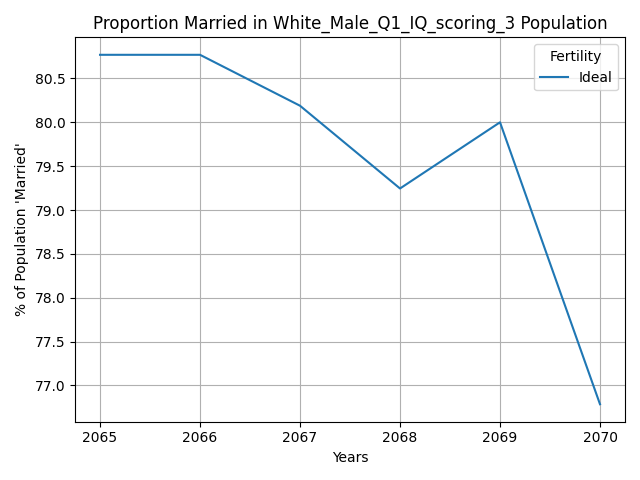 Proportion Married in White_Male_Q1_IQ_scoring_3 Population
Fertility
Ideal
% of Population 'Married'
80.5
80.0
79.5
79.0
78.5
78.0
77.5
77.0
2065 2066 2067 2068 2069 2070
Years